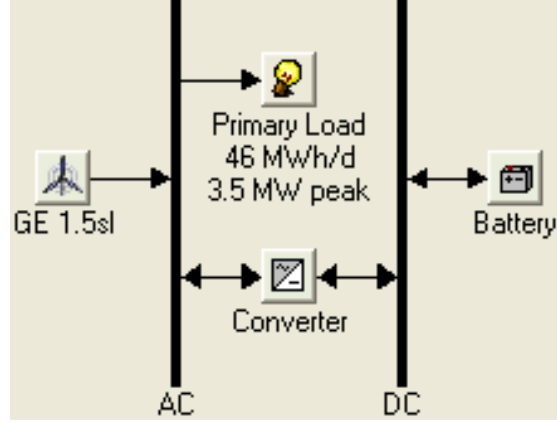 Primary Load
46 MWh/d
3.5 MW peak
GE 1.5sl
Battery
Converter
AC
DC